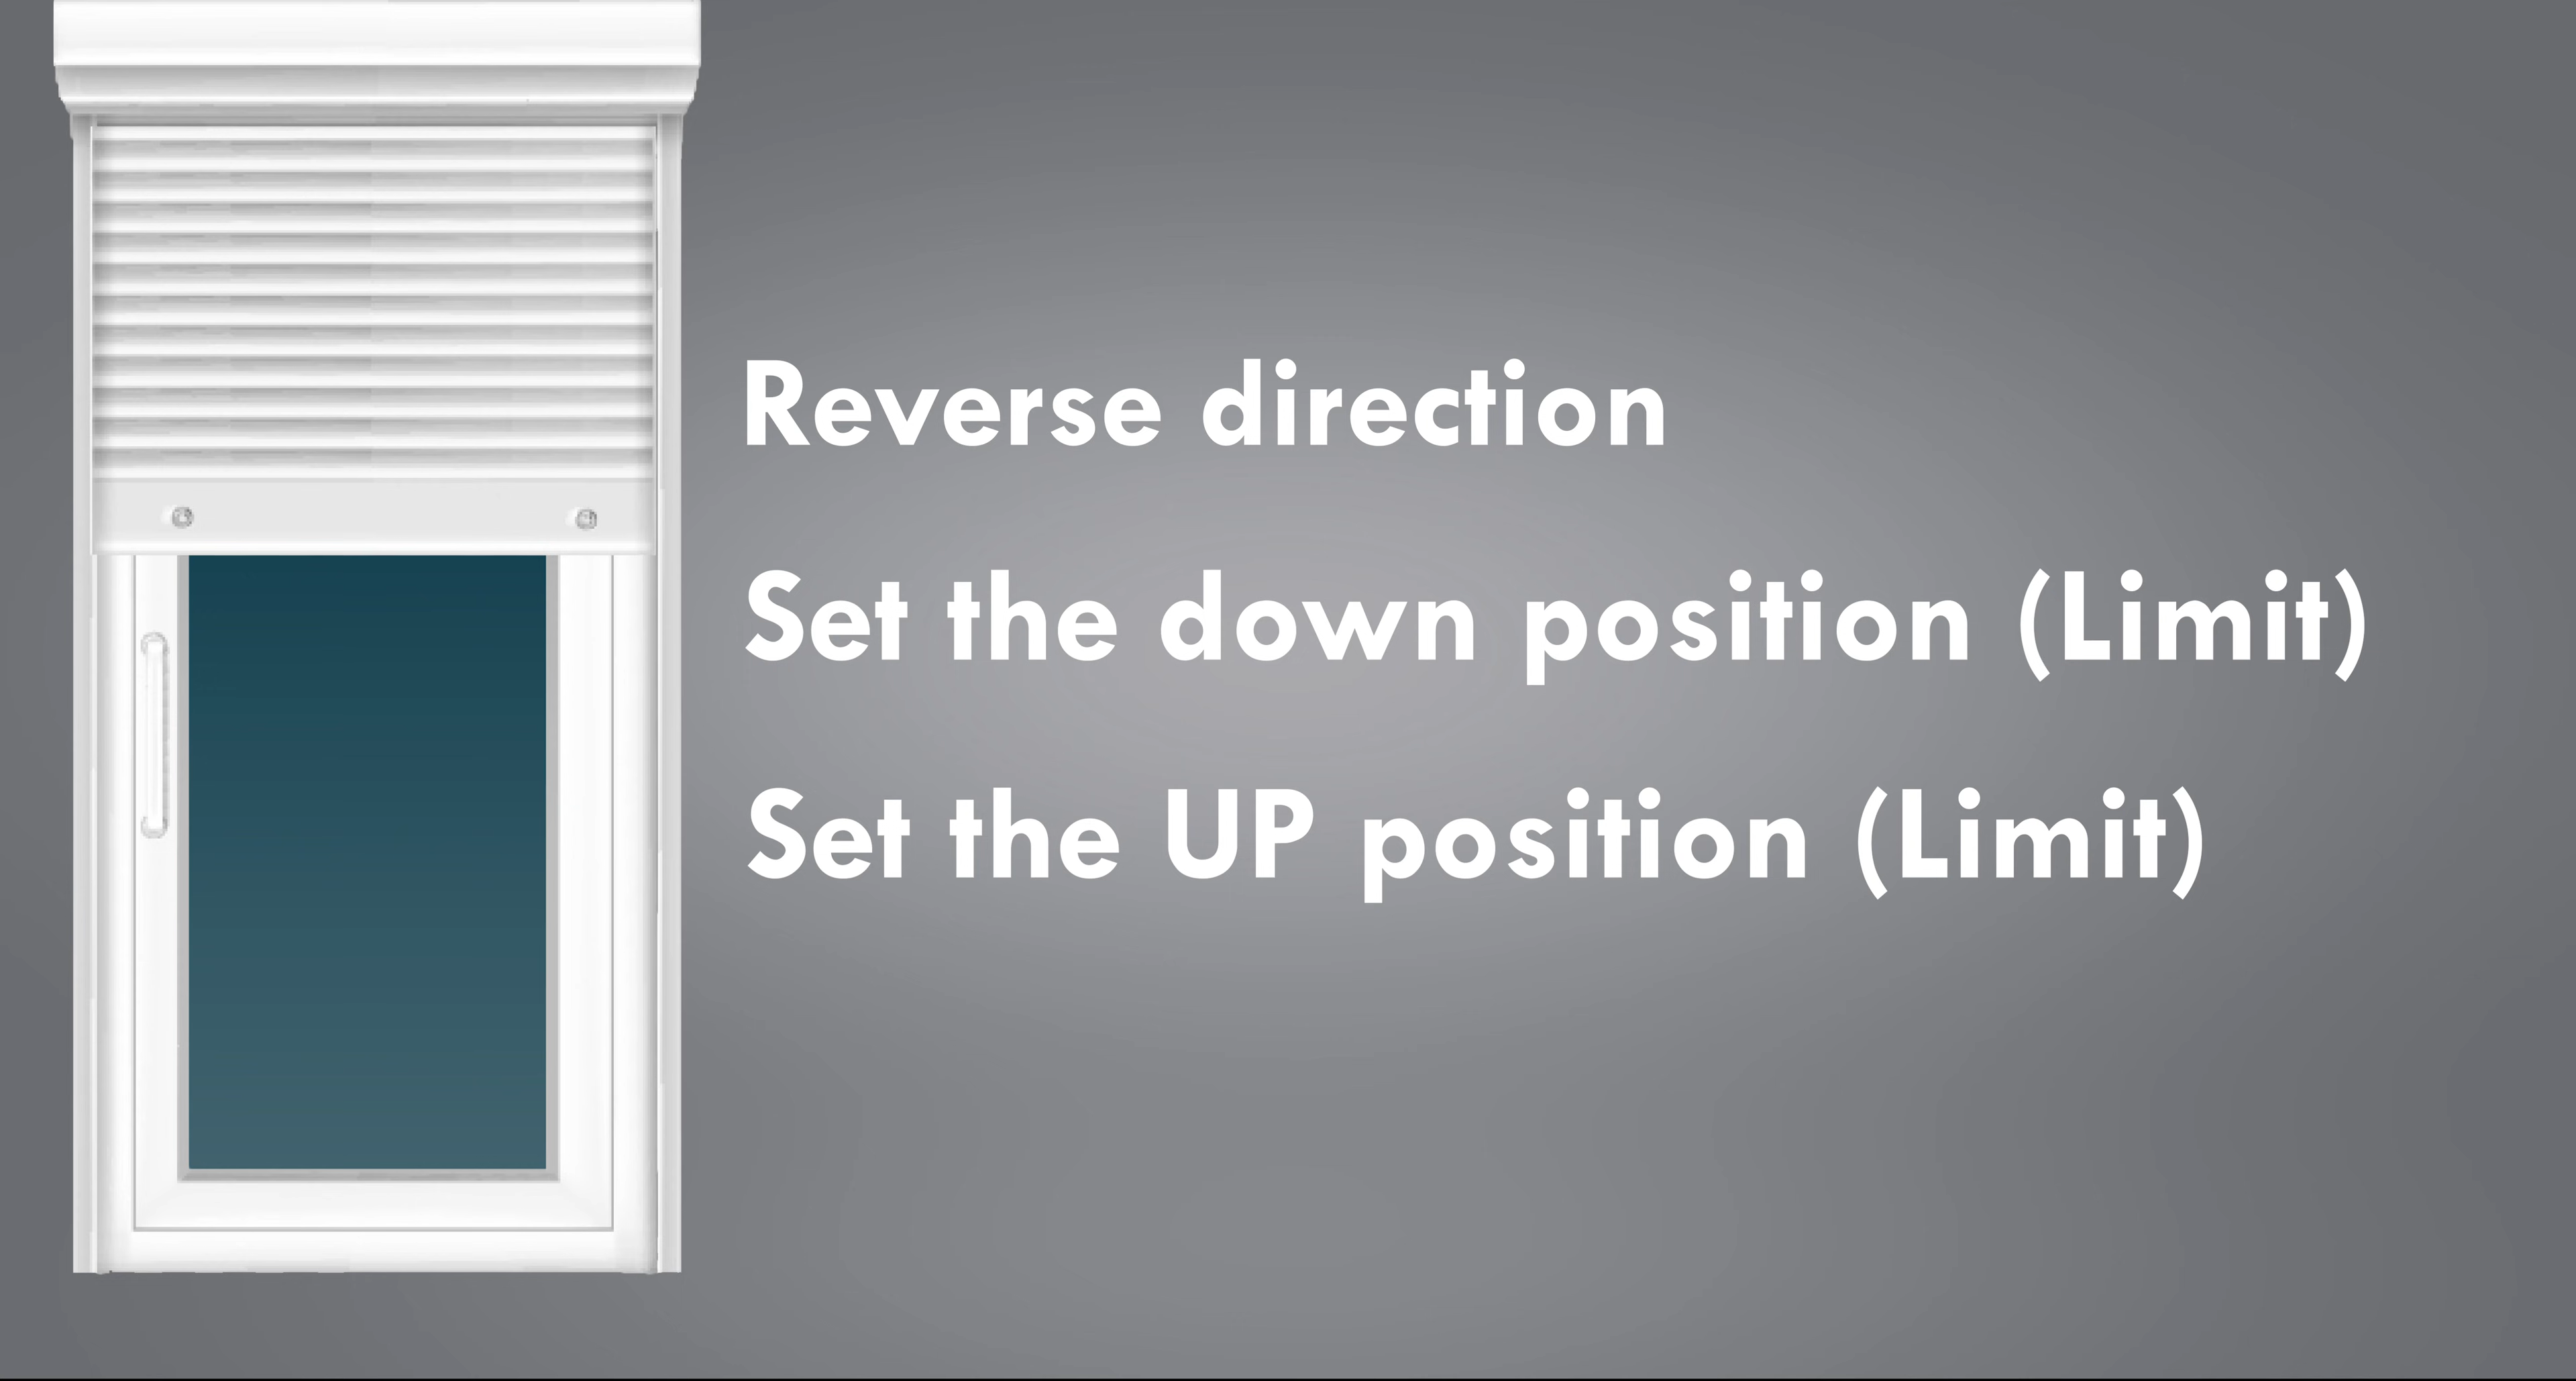 Reverse direction
Set the down position (Limit)
Set the UP position (Limit)